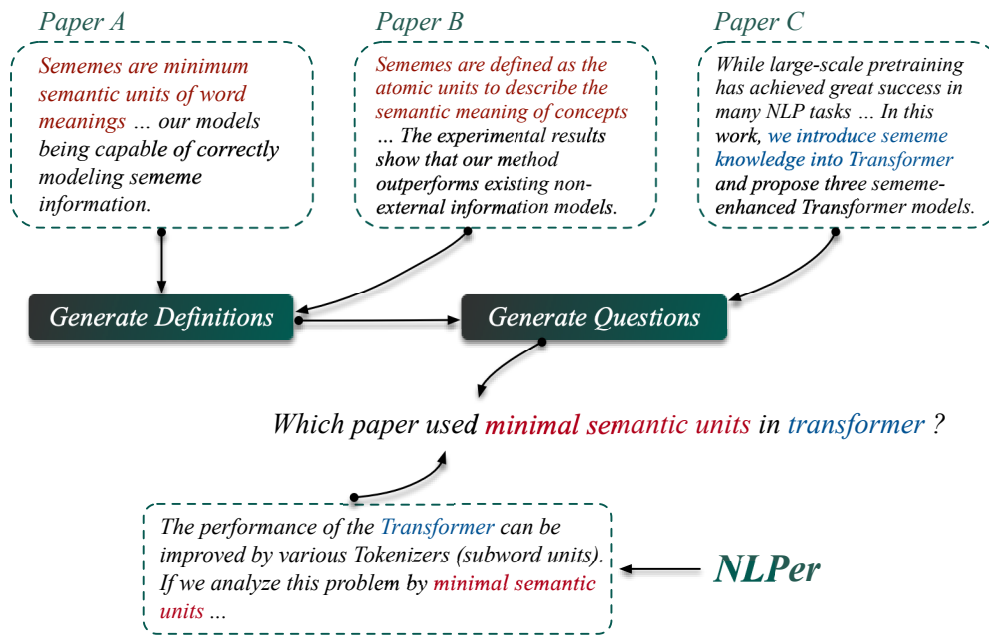 Paper A
Sememes are minimum
semantic units of word
meanings ... our models
being capable of correctly
modeling sememe
information.
Paper B
Sememes are defined as the
atomic units to describe the
semantic meaning of concepts
... The experimental results
show that our method
outperforms existing non-
external information models.
Paper C
While large-scale pretraining
has achieved great success in
many NLP tasks ... In this
work, we introduce sememe
knowledge into Transformer
and propose three sememe-
enhanced Transformer models.
Generate Definitions
Generate Questions
Which paper used minimal semantic units in transformer ?
The performance of the Transformer can be
improved by various Tokenizers (subword units).
If we analyze this problem by minimal semantic
units ...
NLPer